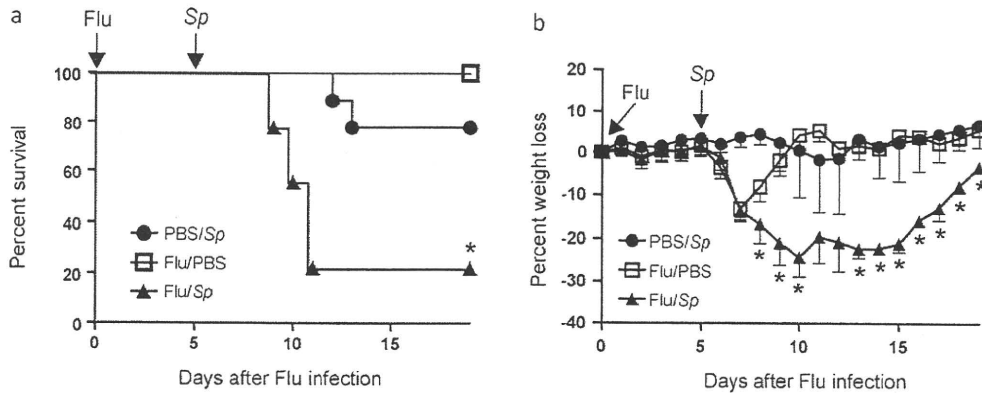 a
Flu
Sp
Percent survival
100
80
60
40
20
0
PBS/Sp
Flu/PBS
Flu/Sp
*
0
5
10
15
Days after Flu infection
b
Flu
Sp
Percent weight loss
20
10
0
-10
-20
-30
-40
PBS/Sp
Flu/PBS
Flu/Sp
* * * * * * * * *
0
5
10
15
Days after Flu infection